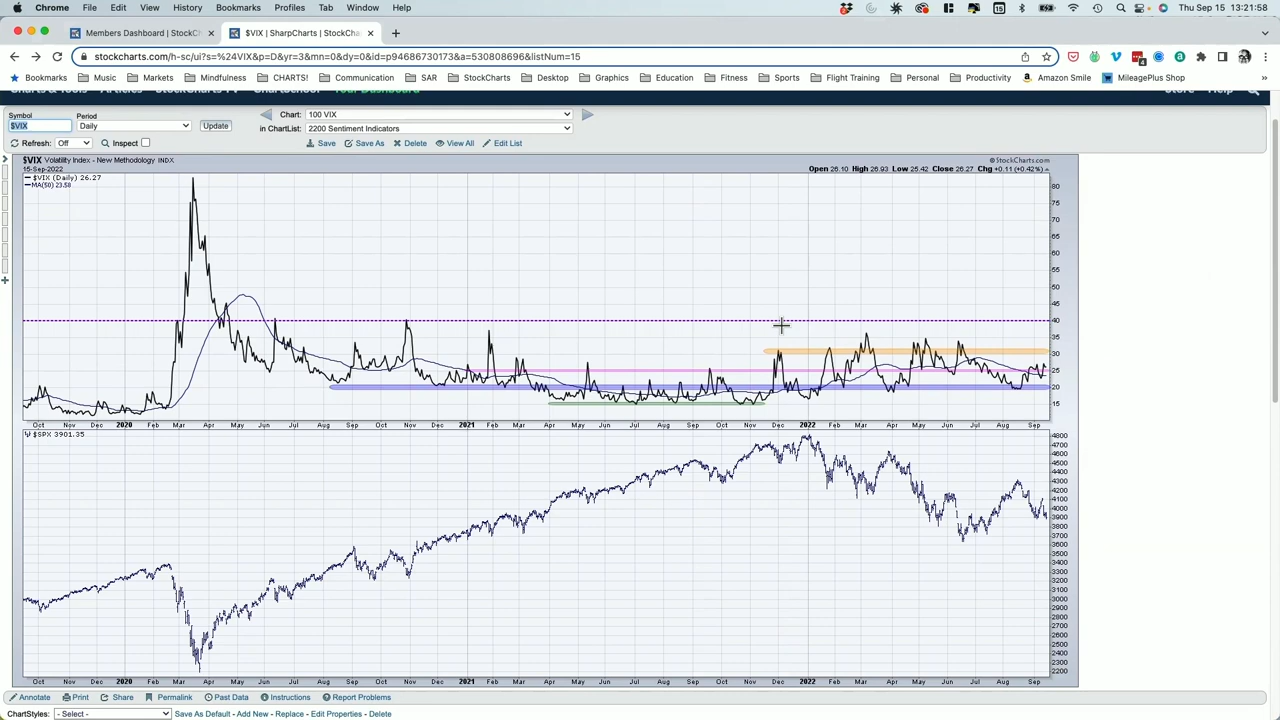 Chrome File Edit View History Bookmarks Profiles Tab Window Help Thu Sep 15 13:21:58
Members Dashboard | StockCh $VIX | SharpCharts | StockChar
stockcharts.com/h-sc/ui?s=%24VIX&p=D&yr=3&mn=0&dy=0&id=p94686730173&a=530808696&listNum=15
Bookmarks Music Markets Mindfulness CHARTS! Communication SAR StockCharts Desktop Graphics Education Fitness Sports Flight Training Personal Productivity Amazon Smile MileagePlus Shop
Charts & Tools Articles StockCharts TV ChartSchool Your Dashboard Store Help
Symbol Period Chart: 100 VIX
$VIX Daily Update in ChartList: 2200 Sentiment Indicators
Refresh: Off Inspect Save Save As Delete View All Edit List
$VIX Volatility Index - New Methodology INDX © StockCharts.com
15-Sep-2022 Open 26.10 High 26.93 Low 25.42 Close 26.27 Chg +0.11 (+0.42%)
$VIX (Daily) 26.27
MA(50) 23.58
80
75
70
65
60
55
50
45
40
35
30
25
20
15
Oct Nov Dec 2020 Feb Mar Apr May Jun Jul Aug Sep Oct Nov Dec 2021 Feb Mar Apr May Jun Jul Aug Sep Oct Nov Dec 2022 Feb Mar Apr May Jun Jul Aug Sep
$SPX 3901.35
4800
4700
4600
4500
4400
4300
4200
4100
4000
3900
3800
3700
3600
3500
3400
3300
3200
3100
3000
2900
2800
2700
2600
2500
2400
2300
2200
Oct Nov Dec 2020 Feb Mar Apr May Jun Jul Aug Sep Oct Nov Dec 2021 Feb Mar Apr May Jun Jul Aug Sep Oct Nov Dec 2022 Feb Mar Apr May Jun Jul Aug Sep
Annotate Print Share Permalink Past Data Instructions Report Problems
ChartStyles: - Select - Save As Default - Add New - Replace - Edit Properties - Delete